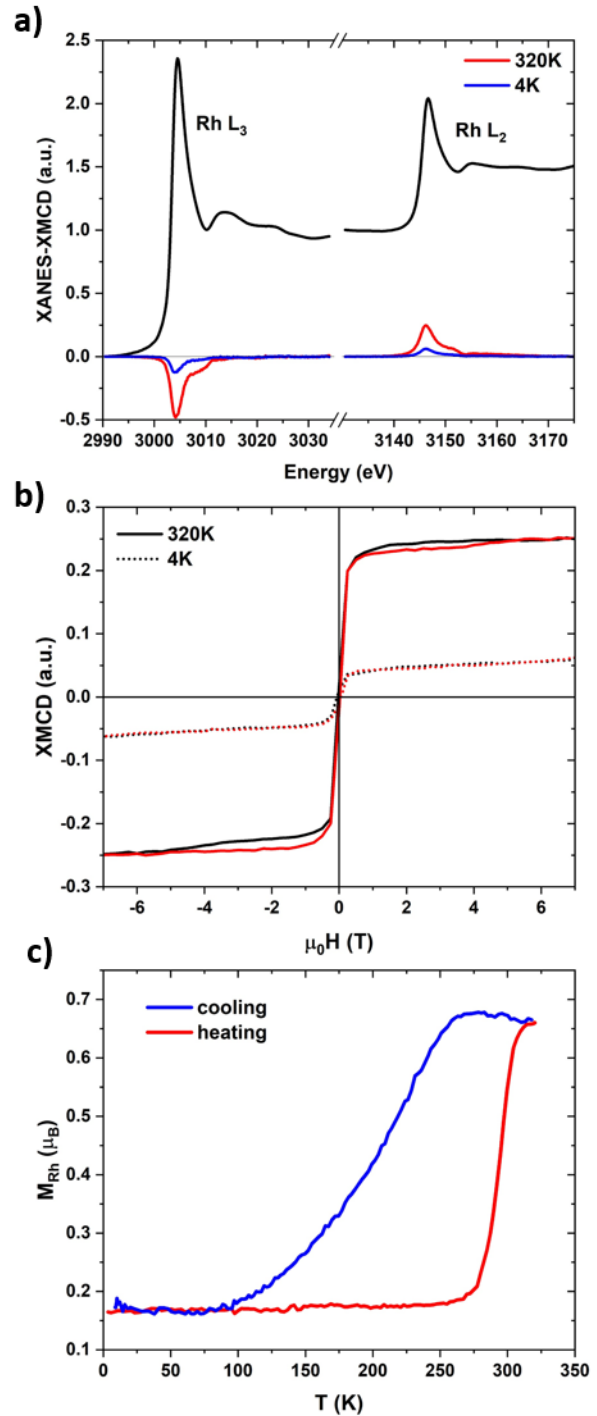 a)
2.5
2.0
1.5
1.0
0.5
0.0
-0.5
XANES-XMCD (a.u.)
Rh L3
Rh L2
320K
4K
2990 3000 3010 3020 3030 3140 3150 3160 3170
Energy (eV)
b)
0.3
0.2
0.1
0.0
-0.1
-0.2
-0.3
XMCD (a.u.)
320K
4K
-6 -4 -2 0 2 4 6
μ0H (T)
c)
0.7
0.6
0.5
0.4
0.3
0.2
0.1
MRh (μB)
cooling
heating
0 50 100 150 200 250 300 350
T (K)